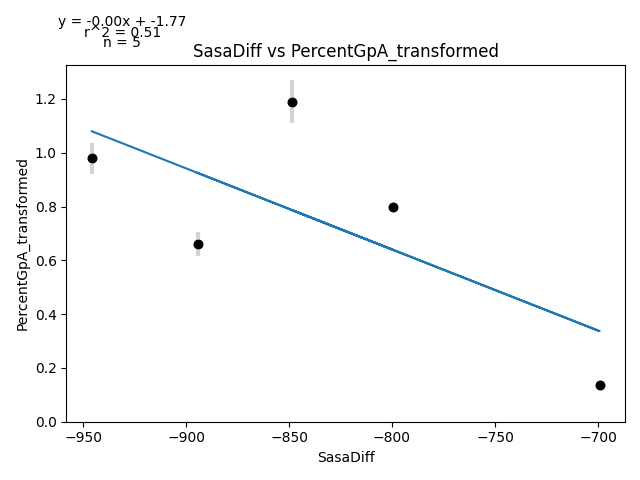 y = -0.00x + -1.77
r^2 = 0.51
n = 5
SasaDiff vs PercentGpA_transformed
PercentGpA_transformed
1.2
1.0
0.8
0.6
0.4
0.2
0.0
−950
−900
−850
−800
−750
−700
SasaDiff